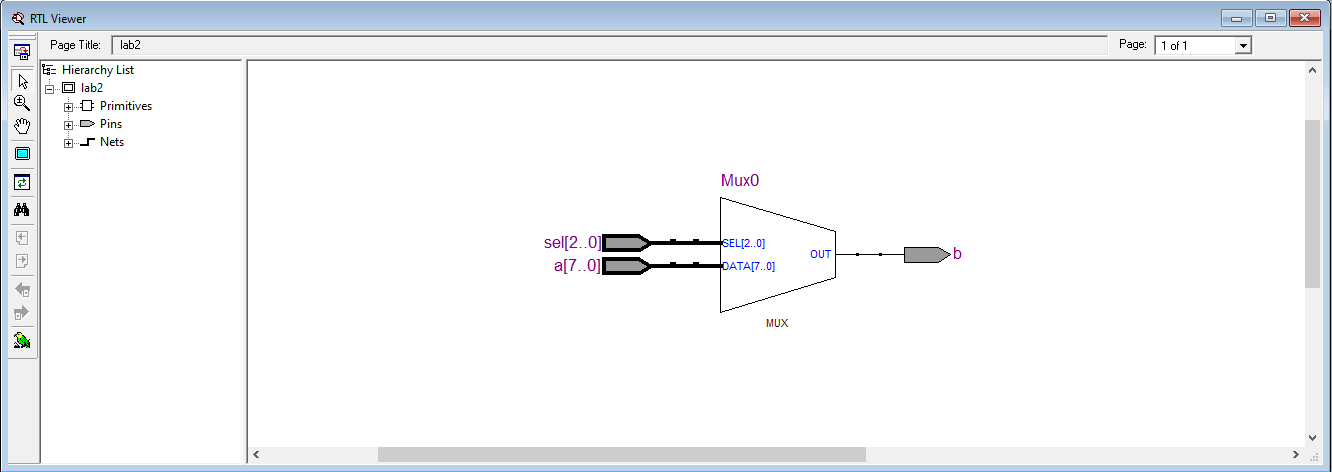 RTL Viewer
Page Title: lab2
Page: 1 of 1
Hierarchy List
lab2
Primitives
Pins
Nets
Mux0
sel[2..0]
SEL[2..0]
a[7..0]
DATA[7..0]
OUT
b
MUX